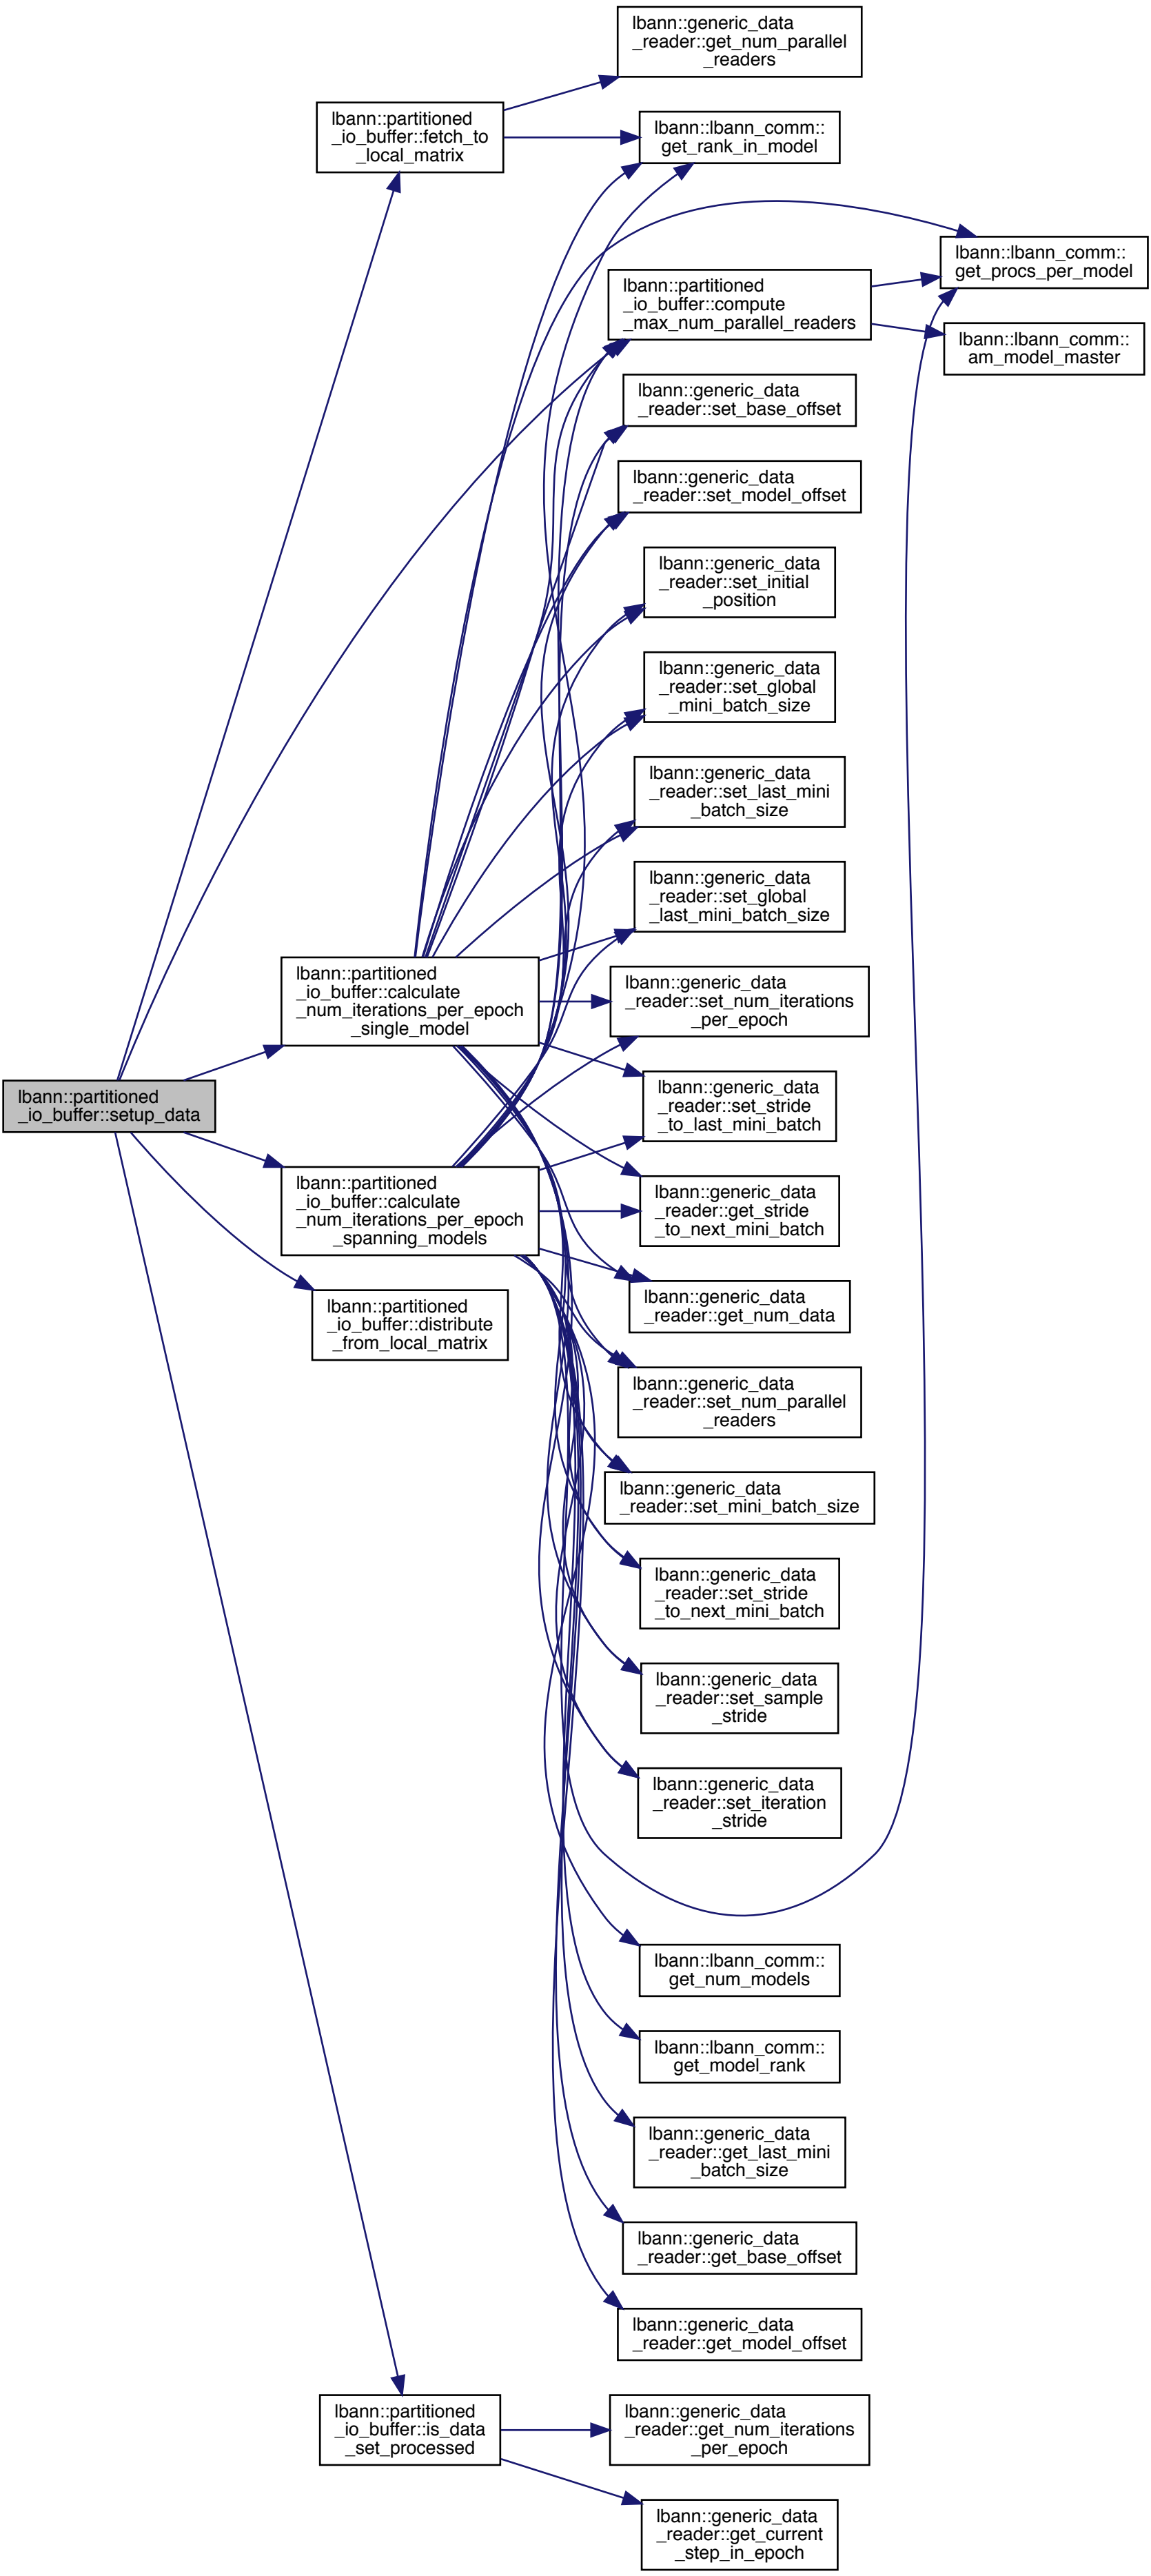 lbann::generic_data
_reader::get_num_parallel
_readers
lbann::partitioned
_io_buffer::fetch_to
_local_matrix
lbann::lbann_comm::
get_rank_in_model
lbann::lbann_comm::
get_procs_per_model
lbann::partitioned
_io_buffer::compute
_max_num_parallel_readers
lbann::lbann_comm::
am_model_master
lbann::generic_data
_reader::set_base_offset
lbann::generic_data
_reader::set_model_offset
lbann::generic_data
_reader::set_initial
_position
lbann::generic_data
_reader::set_global
_mini_batch_size
lbann::generic_data
_reader::set_last_mini
_batch_size
lbann::generic_data
_reader::set_global
_last_mini_batch_size
lbann::partitioned
_io_buffer::calculate
_num_iterations_per_epoch
_single_model
lbann::generic_data
_reader::set_num_iterations
_per_epoch
lbann::generic_data
_reader::set_stride
_to_last_mini_batch
lbann::partitioned
_io_buffer::setup_data
lbann::partitioned
_io_buffer::calculate
_num_iterations_per_epoch
_spanning_models
lbann::generic_data
_reader::get_stride
_to_next_mini_batch
lbann::generic_data
_reader::get_num_data
lbann::partitioned
_io_buffer::distribute
_from_local_matrix
lbann::generic_data
_reader::set_num_parallel
_readers
lbann::generic_data
_reader::set_mini_batch_size
lbann::generic_data
_reader::set_stride
_to_next_mini_batch
lbann::generic_data
_reader::set_sample
_stride
lbann::generic_data
_reader::set_iteration
_stride
lbann::lbann_comm::
get_num_models
lbann::lbann_comm::
get_model_rank
lbann::generic_data
_reader::get_last_mini
_batch_size
lbann::generic_data
_reader::get_base_offset
lbann::generic_data
_reader::get_model_offset
lbann::partitioned
_io_buffer::is_data
_set_processed
lbann::generic_data
_reader::get_num_iterations
_per_epoch
lbann::generic_data
_reader::get_current
_step_in_epoch